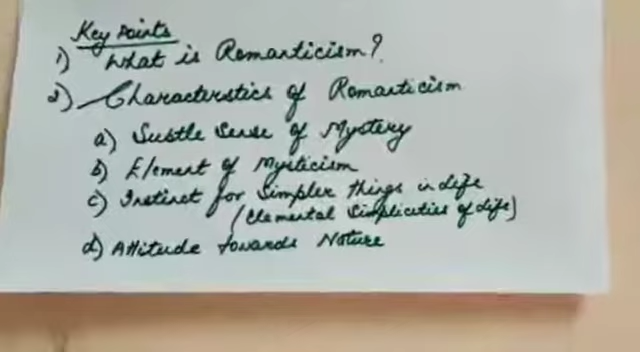 Key Points
1) What is Romanticism?
2) Characterstics of Romanticism
a) Subtle Sense of Mystery
b) Element of Mysticism
c) Instinct for Simpler things in life
(Elemental Simplicities of Life)
d) Attitude towards Nature